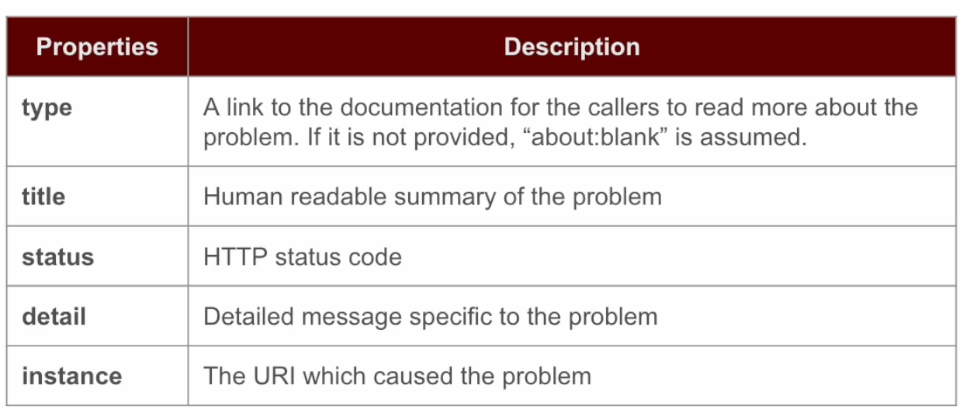 Properties Description
type A link to the documentation for the callers to read more about the
problem. If it is not provided, “about:blank” is assumed.
title Human readable summary of the problem
status HTTP status code
detail Detailed message specific to the problem
instance The URI which caused the problem